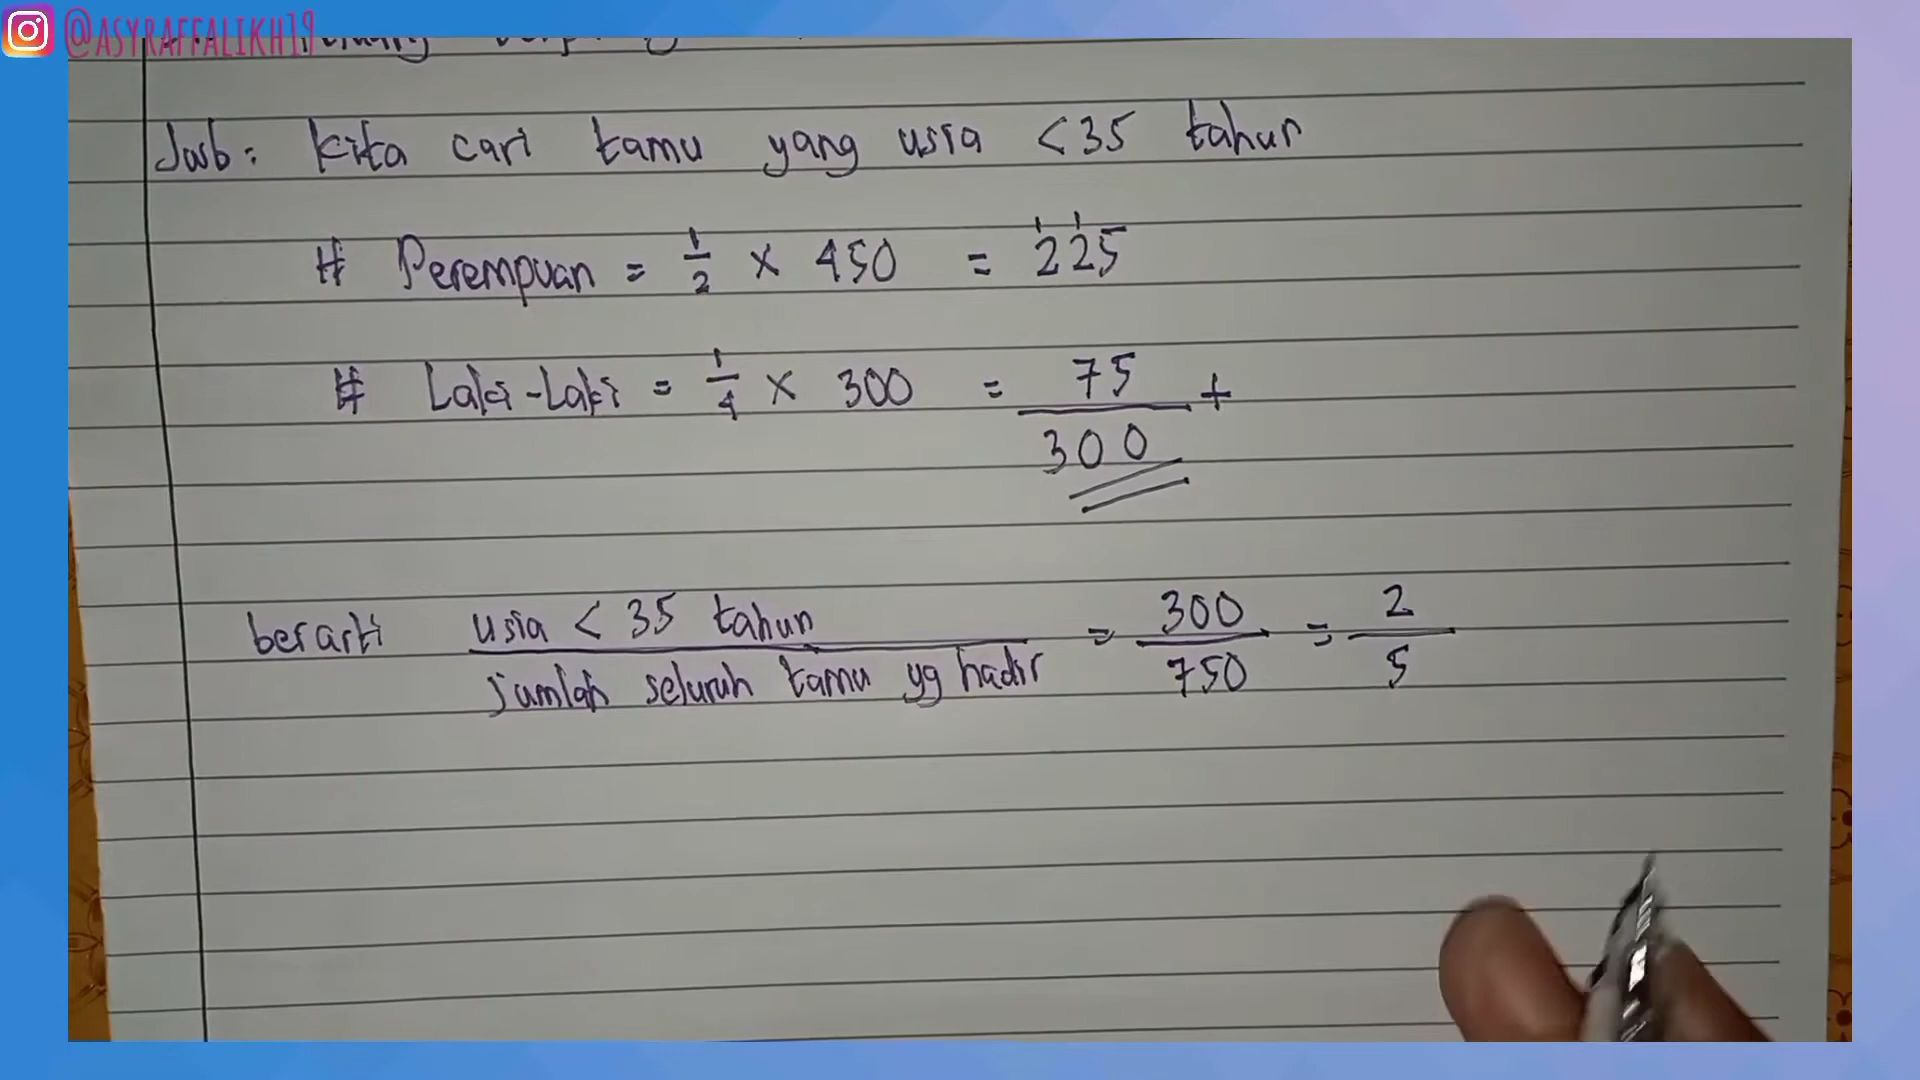 @ASYRAFFALIKH19
Jwb: Kita cari tamu yang usia < 35 tahun
# Perempuan = 1/2 x 450 = 225
# Laki-Laki = 1/4 x 300 = 75 +
300
berarti usia < 35 tahun / jumlah seluruh tamu yg hadir = 300/750 = 2/5